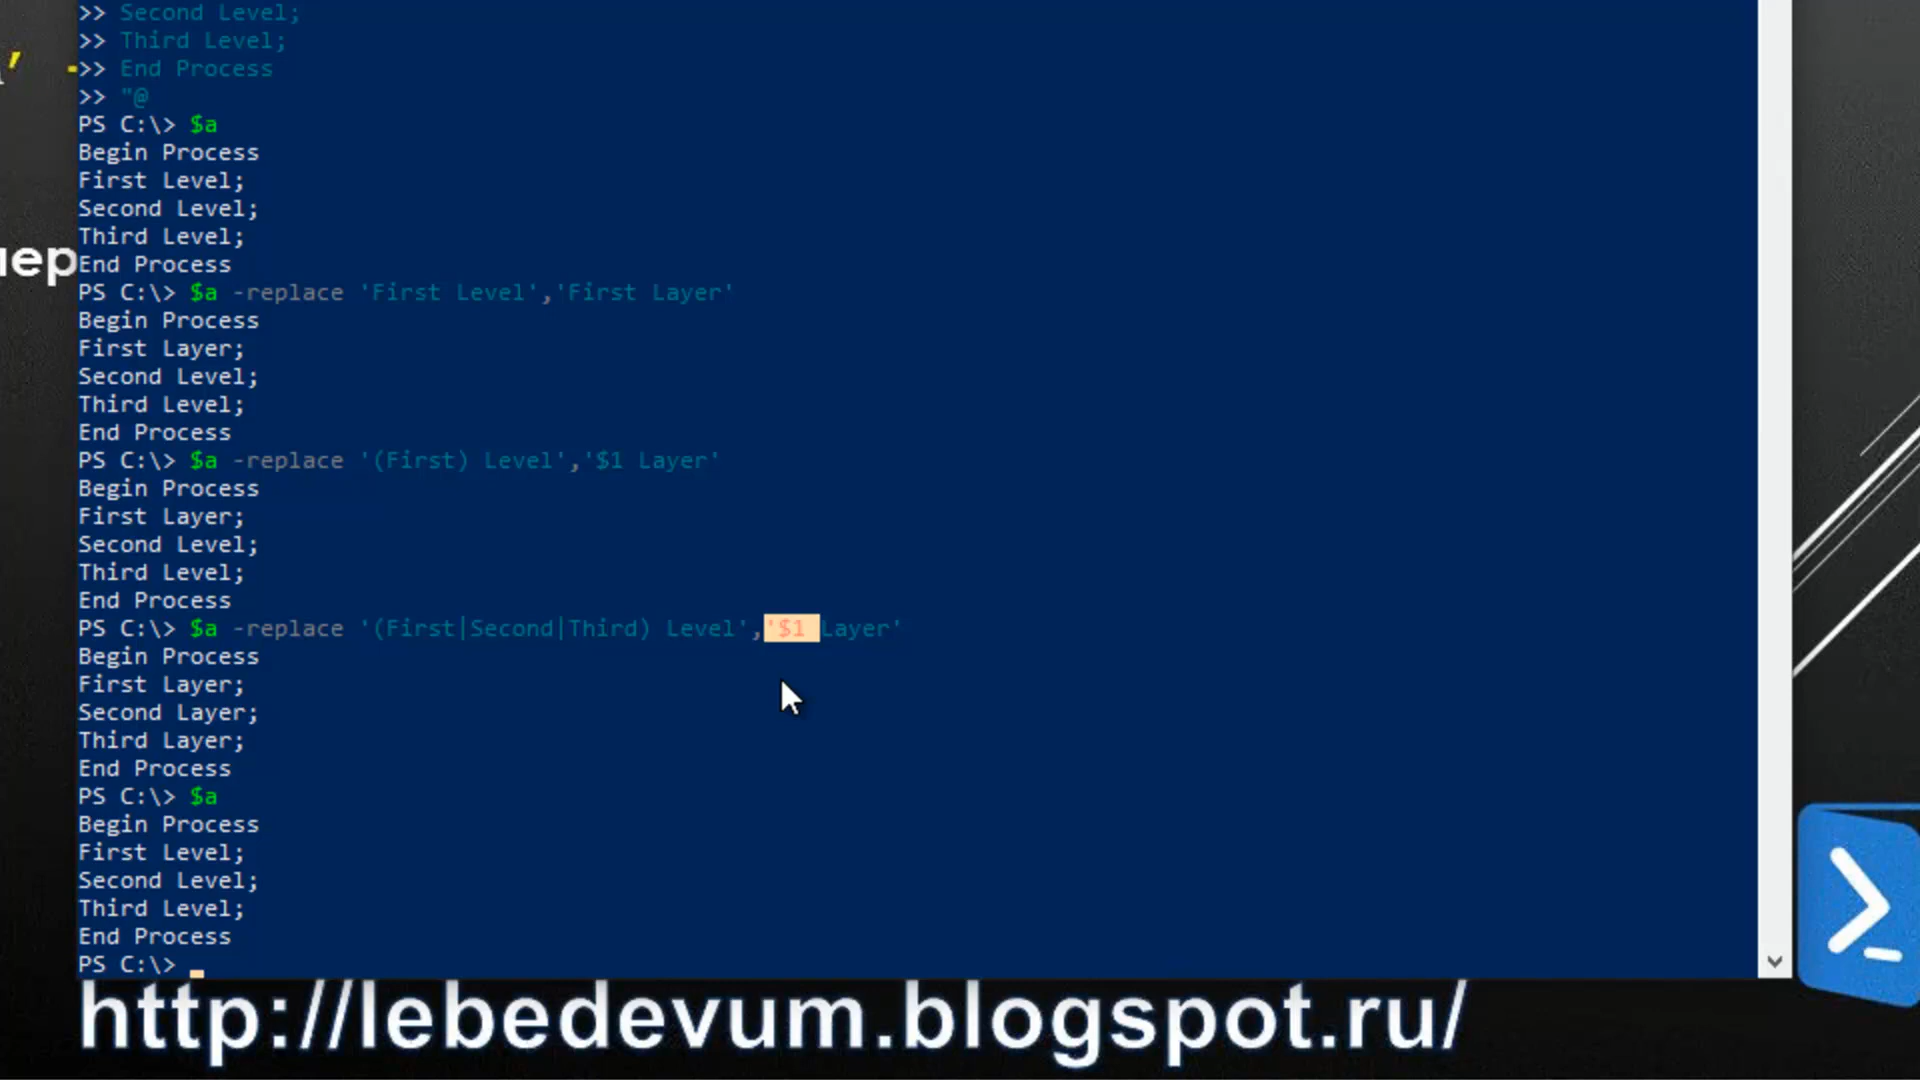 >> Second Level;
>> Third Level;
>> End Process
>> "@
PS C:\> $a
Begin Process
First Level;
Second Level;
Third Level;
End Process
PS C:\> $a -replace 'First Level','First Layer'
Begin Process
First Layer;
Second Level;
Third Level;
End Process
PS C:\> $a -replace '(First) Level','$1 Layer'
Begin Process
First Layer;
Second Level;
Third Level;
End Process
PS C:\> $a -replace '(First|Second|Third) Level','$1 Layer'
Begin Process
First Layer;
Second Layer;
Third Layer;
End Process
PS C:\> $a
Begin Process
First Level;
Second Level;
Third Level;
End Process
PS C:\>
http://lebedevum.blogspot.ru/